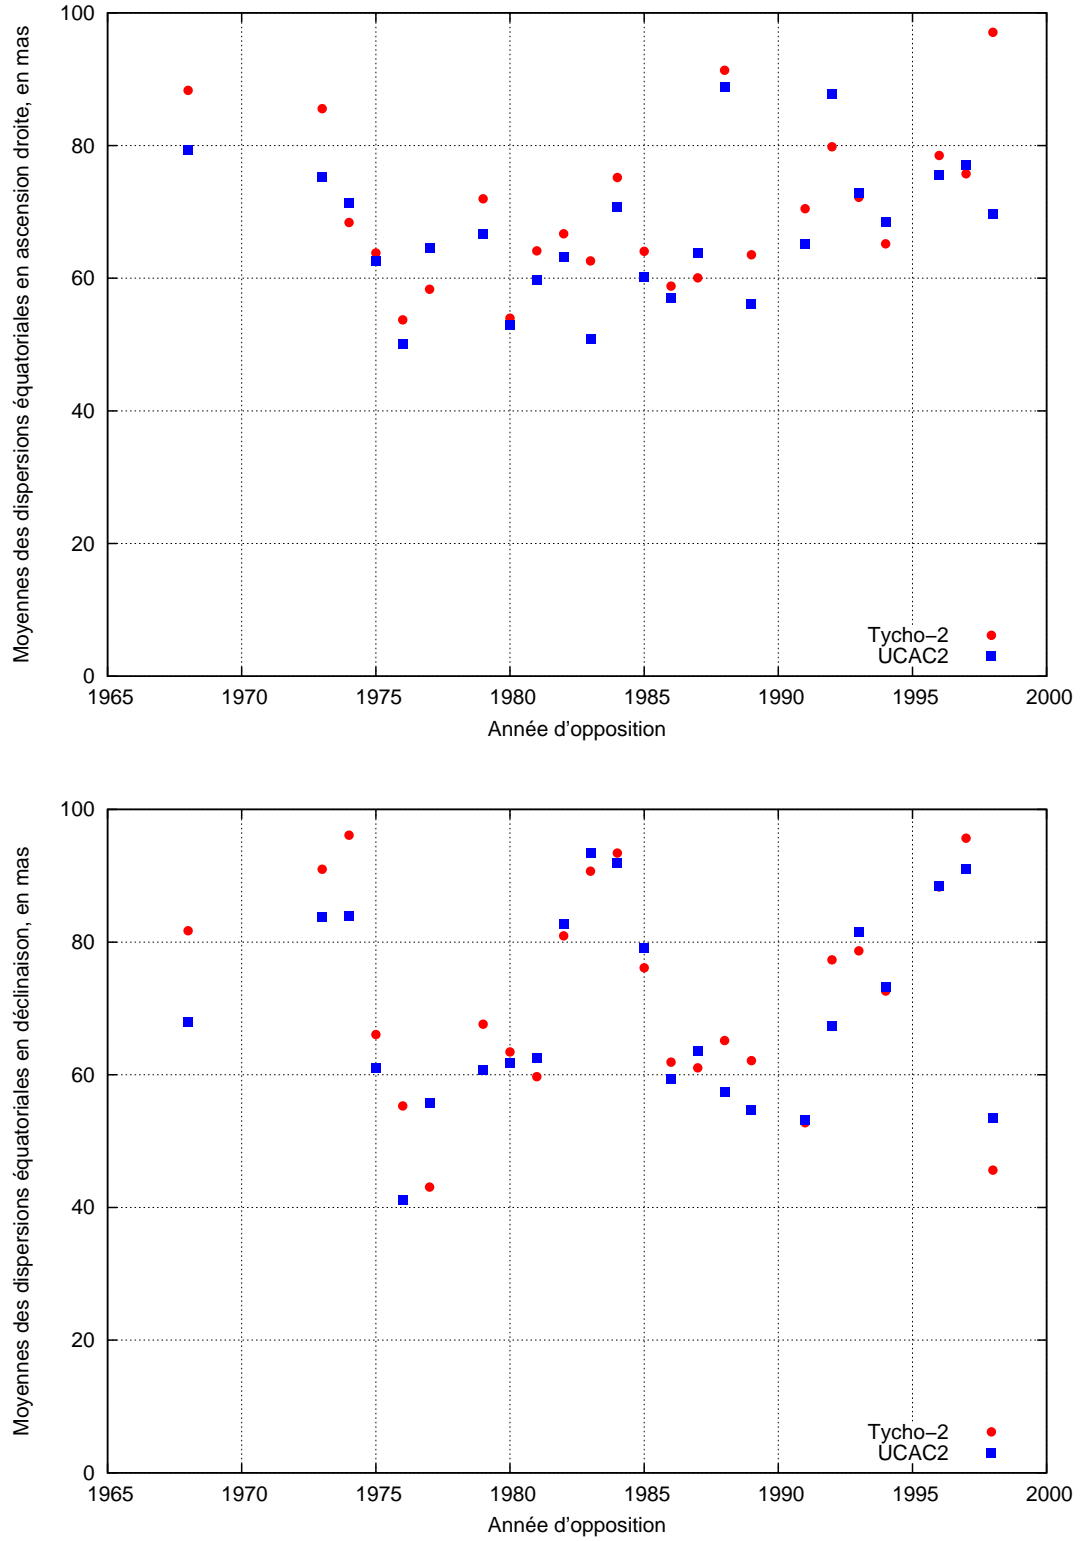 Moyennes des dispersions équatoriales en ascension droite, en mas
100
80
60
40
20
0
Tycho−2
UCAC2
1965 1970 1975 1980 1985 1990 1995 2000
Année d'opposition
Moyennes des dispersions équatoriales en déclinaison, en mas
100
80
60
40
20
0
Tycho−2
UCAC2
1965 1970 1975 1980 1985 1990 1995 2000
Année d'opposition